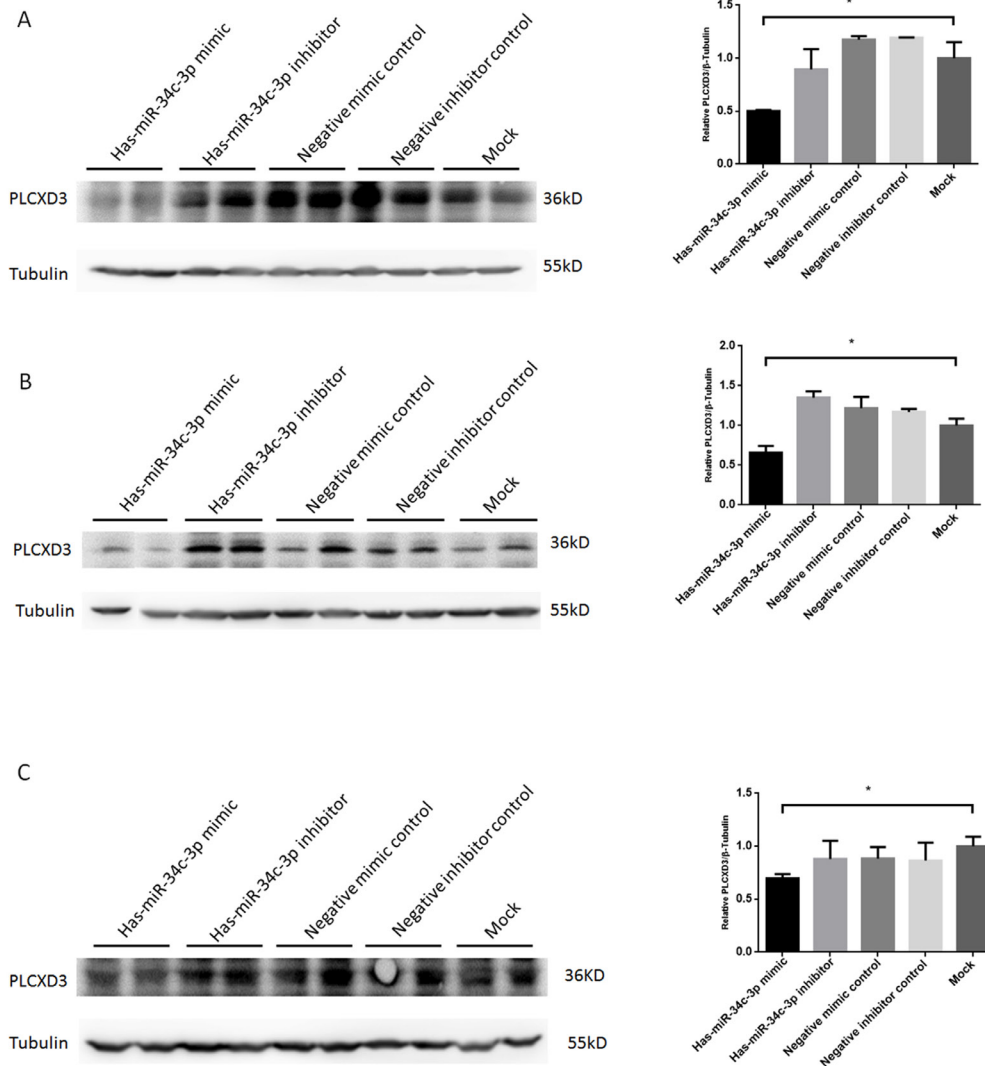 A
Has-miR-34c-3p mimic
Has-miR-34c-3p inhibitor
Negative mimic control
Negative inhibitor control
Mock
PLCXD3
36kD
Tubulin
55kD
*
Relative PLCXD3/β-Tubulin
1.5
1.0
0.5
0.0
Has-miR-34c-3p mimic
Has-miR-34c-3p inhibitor
Negative mimic control
Negative inhibitor control
Mock
B
Has-miR-34c-3p mimic
Has-miR-34c-3p inhibitor
Negative mimic control
Negative inhibitor control
Mock
PLCXD3
36kD
Tubulin
55kD
*
Relative PLCXD3/β-Tubulin
2.0
1.5
1.0
0.5
0.0
Has-miR-34c-3p mimic
Has-miR-34c-3p inhibitor
Negative mimic control
Negative inhibitor control
Mock
C
Has-miR-34c-3p mimic
Has-miR-34c-3p inhibitor
Negative mimic control
Negative inhibitor control
Mock
PLCXD3
36KD
Tubulin
55kD
*
Relative PLCXD3/β-Tubulin
1.5
1.0
0.5
0.0
Has-miR-34c-3p mimic
Has-miR-34c-3p inhibitor
Negative mimic control
Negative inhibitor control
Mock